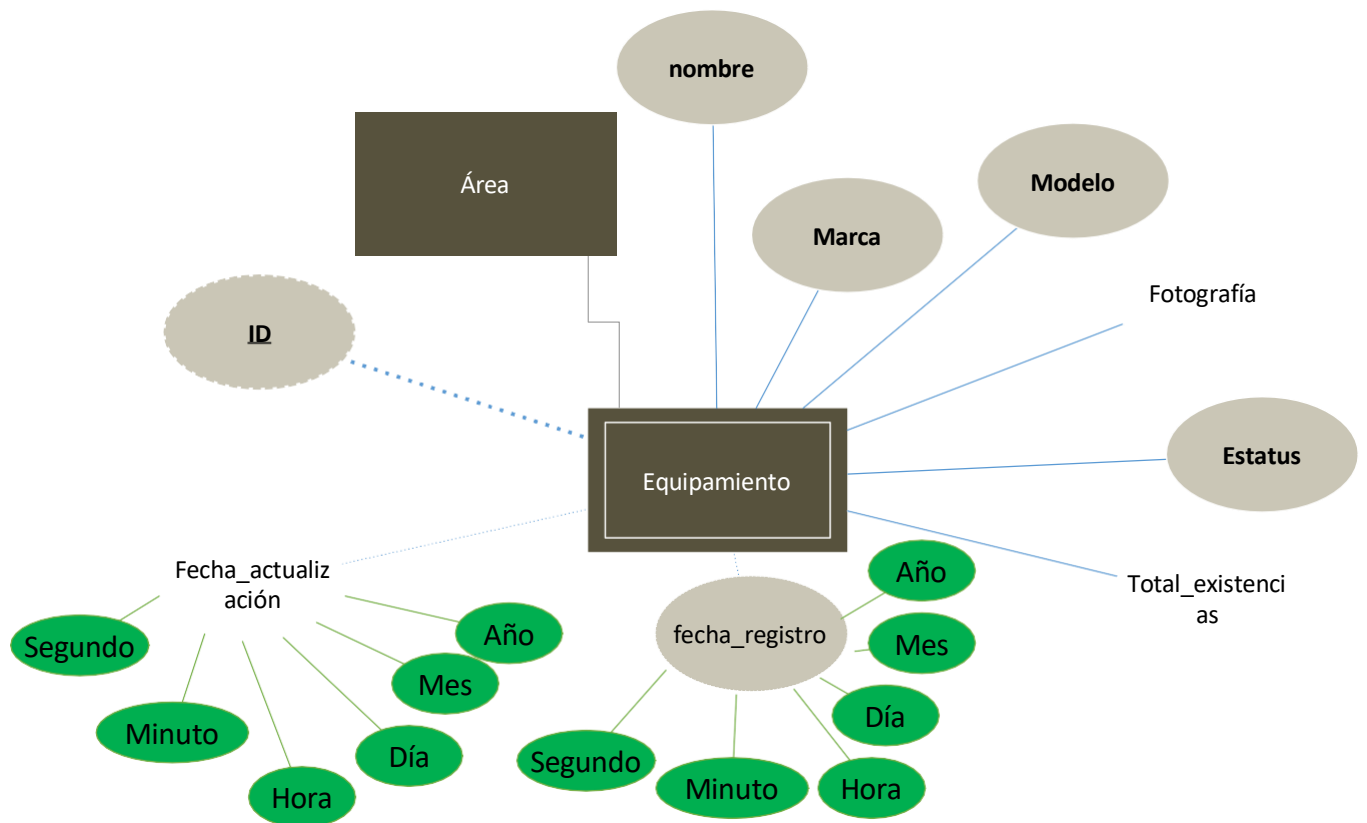 nombre
Área
Modelo
Marca
Fotografía
ID
Estatus
Equipamiento
Fecha_actualiz
ación
Año
Total_existenci
as
Segundo
Año
fecha_registro
Mes
Mes
Día
Minuto
Día
Segundo
Hora
Minuto
Hora